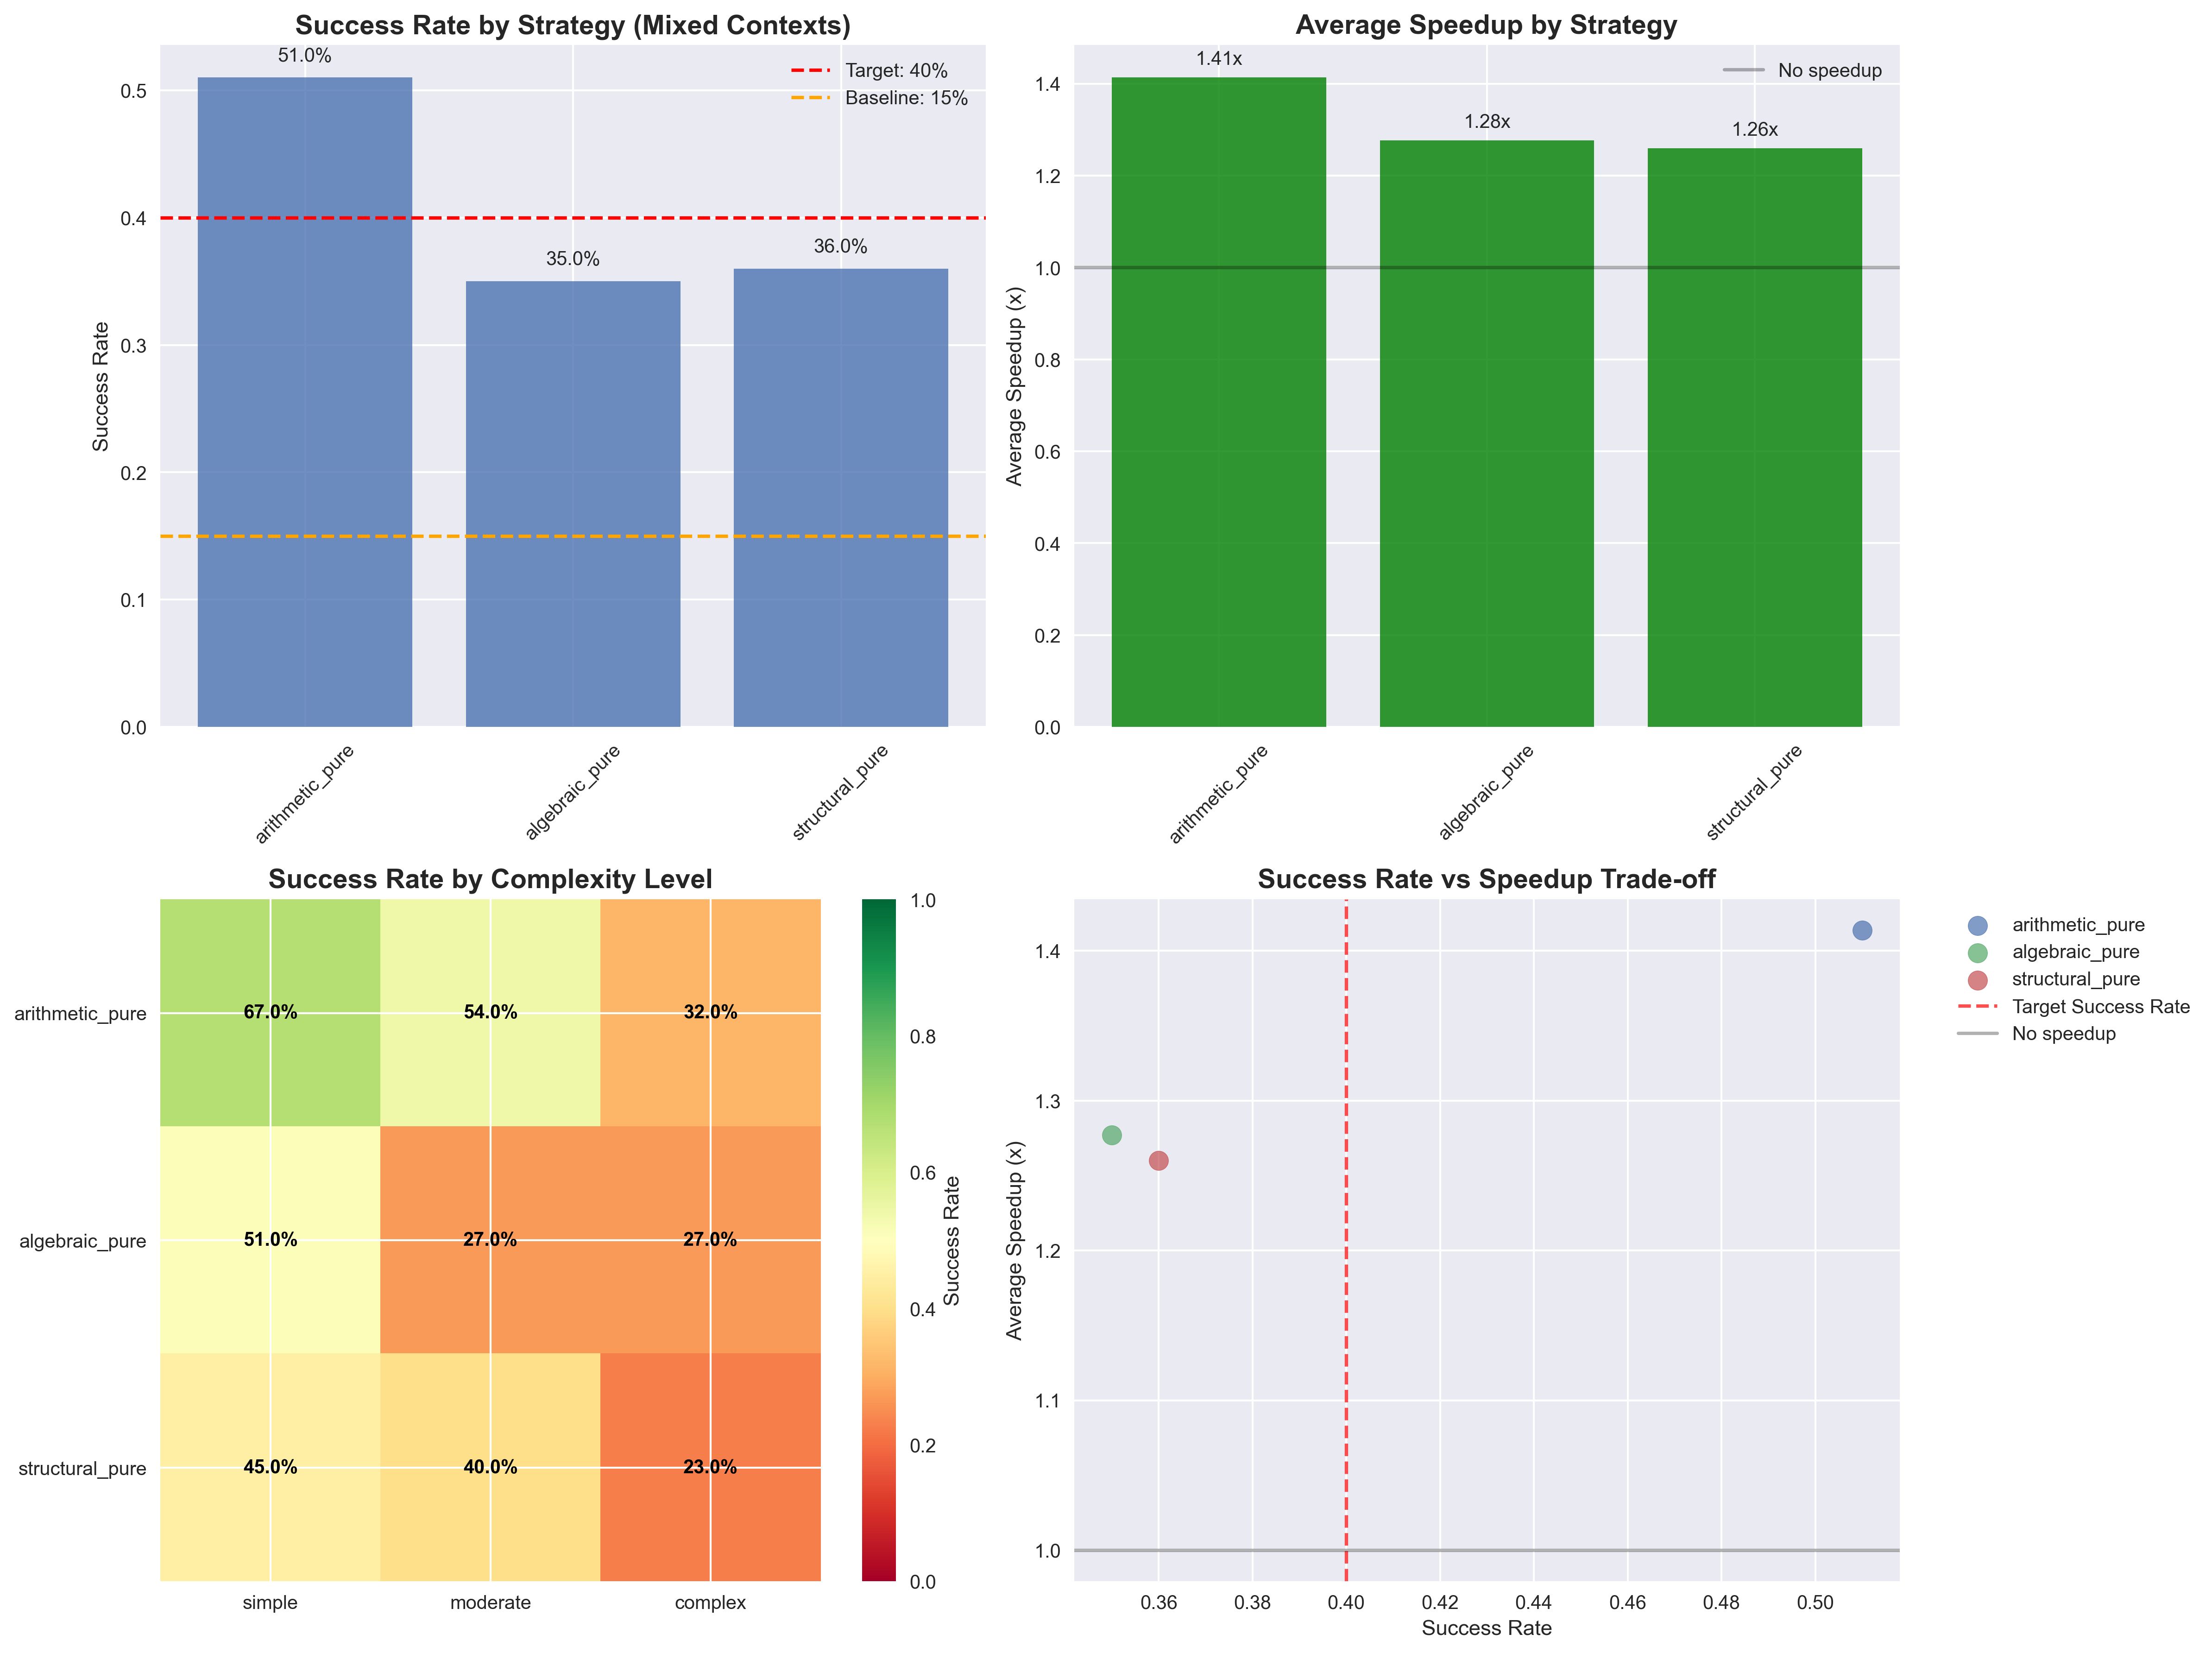 Success Rate by Strategy (Mixed Contexts)
51.0%
Target: 40%
Baseline: 15%
35.0%
36.0%
Success Rate
0.5
0.4
0.3
0.2
0.1
0.0
arithmetic_pure
algebraic_pure
structural_pure
Average Speedup by Strategy
1.41x
No speedup
1.28x
1.26x
Average Speedup (x)
1.4
1.2
1.0
0.8
0.6
0.4
0.2
0.0
arithmetic_pure
algebraic_pure
structural_pure
Success Rate by Complexity Level
arithmetic_pure
67.0% 54.0% 32.0%
algebraic_pure
51.0% 27.0% 27.0%
structural_pure
45.0% 40.0% 23.0%
simple moderate complex
1.0
0.8
0.6
0.4
0.2
0.0
Success Rate
Success Rate vs Speedup Trade-off
Average Speedup (x)
1.4
1.3
1.2
1.1
1.0
0.36 0.38 0.40 0.42 0.44 0.46 0.48 0.50
Success Rate
arithmetic_pure
algebraic_pure
structural_pure
Target Success Rate
No speedup